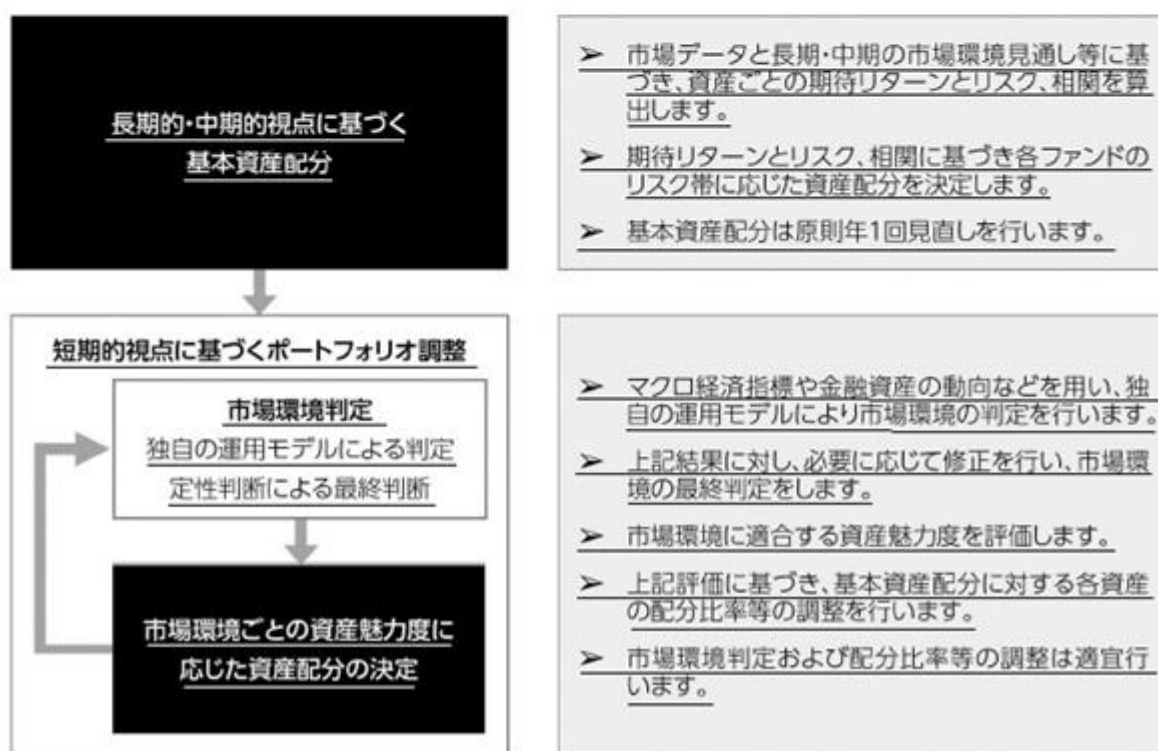 長期的・中期的視点に基づく
基本資産配分
➢ 市場データと長期・中期の市場環境見通し等に基
づき、資産ごとの期待リターンとリスク、相関を算
出します。
➢ 期待リターンとリスク、相関に基づき各ファンドの
リスク帯に応じた資産配分を決定します。
➢ 基本資産配分は原則年1回見直しを行います。
短期的視点に基づくポートフォリオ調整
市場環境判定
独自の運用モデルによる判定
定性判断による最終判断
市場環境ごとの資産魅力度に
応じた資産配分の決定
➢ マクロ経済指標や金融資産の動向などを用い、独
自の運用モデルにより市場環境の判定を行います。
➢ 上記結果に対し、必要に応じて修正を行い、市場環
境の最終判定をします。
➢ 市場環境に適合する資産魅力度を評価します。
➢ 上記評価に基づき、基本資産配分に対する各資産
の配分比率等の調整を行います。
➢ 市場環境判定および配分比率等の調整は適宜行
います。